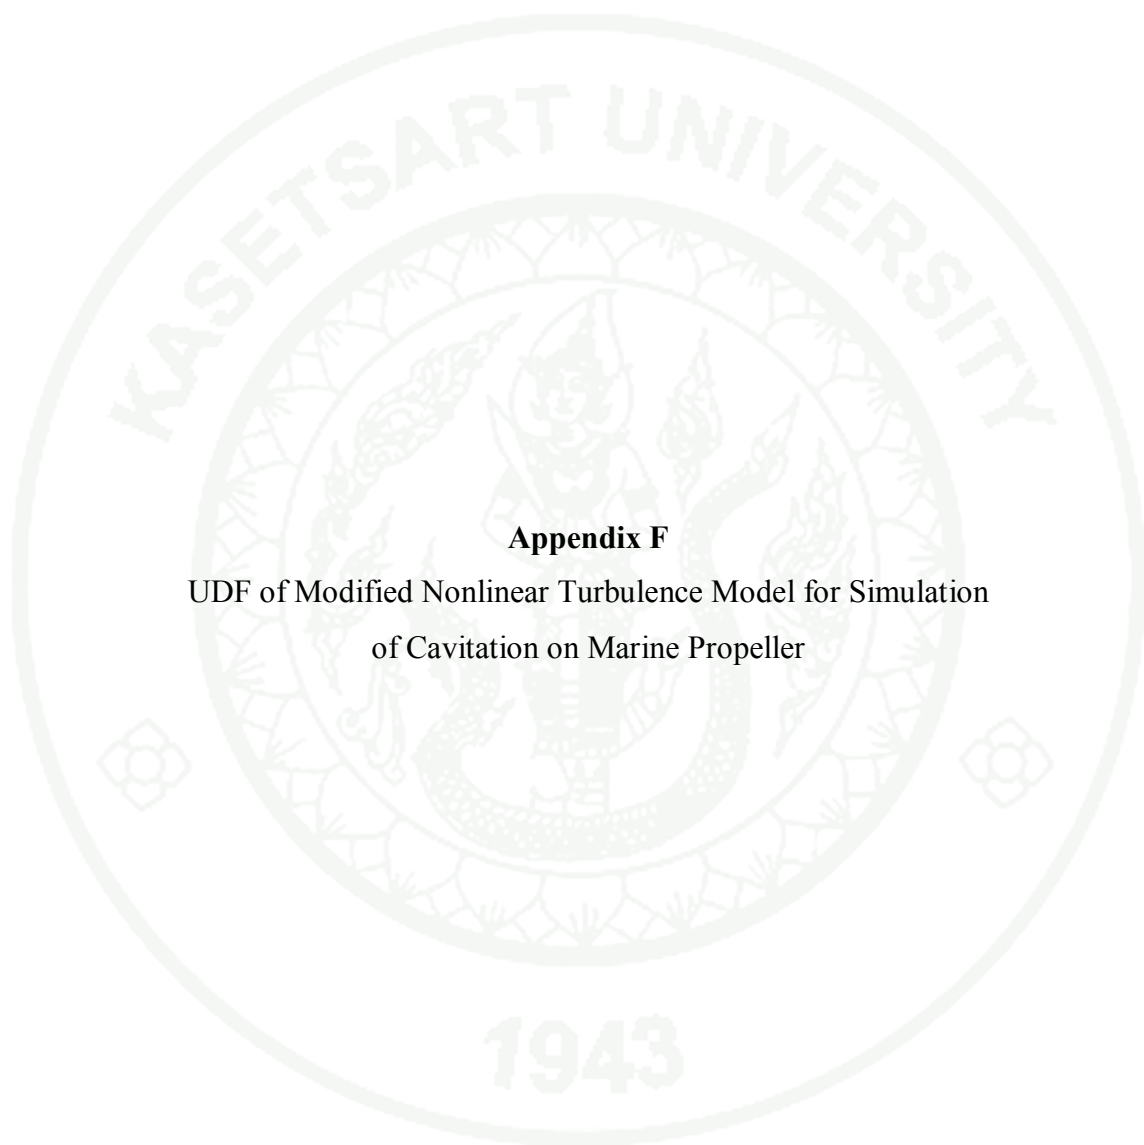 KASETSART UNIVERSITY
Appendix F
UDF of Modified Nonlinear Turbulence Model for Simulation
of Cavitation on Marine Propeller
1943